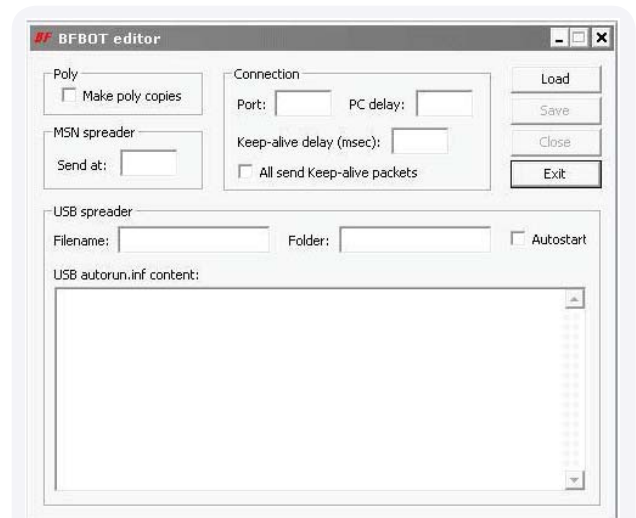 BF BFBOT editor
Poly
Make poly copies
MSN spreader
Send at:
Connection
Port: PC delay:
Keep-alive delay (msec):
All send Keep-alive packets
Load
Save
Close
Exit
USB spreader
Filename: Folder: Autostart
USB autorun.inf content: